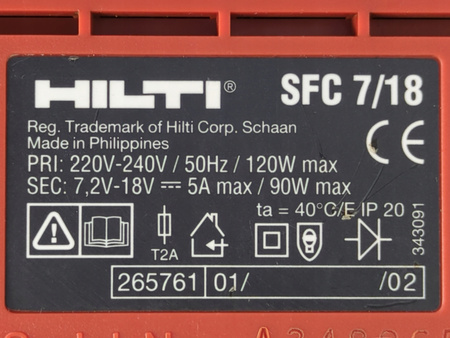 HILTI® SFC 7/18
Reg. Trademark of Hilti Corp. Schaan
Made in Philippines
CE
PRI: 220V-240V / 50Hz / 120W max
SEC: 7,2V-18V ⎓ 5A max / 90W max
ta = 40°C/E IP 20
T2A
343091
265761 01/ /02